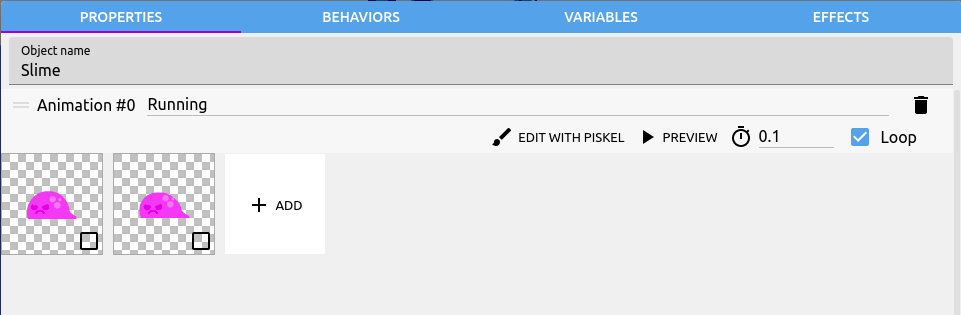 PROPERTIES BEHAVIORS VARIABLES EFFECTS
Object name
Slime
Animation #0 Running
EDIT WITH PISKEL PREVIEW 0.1 Loop
ADD